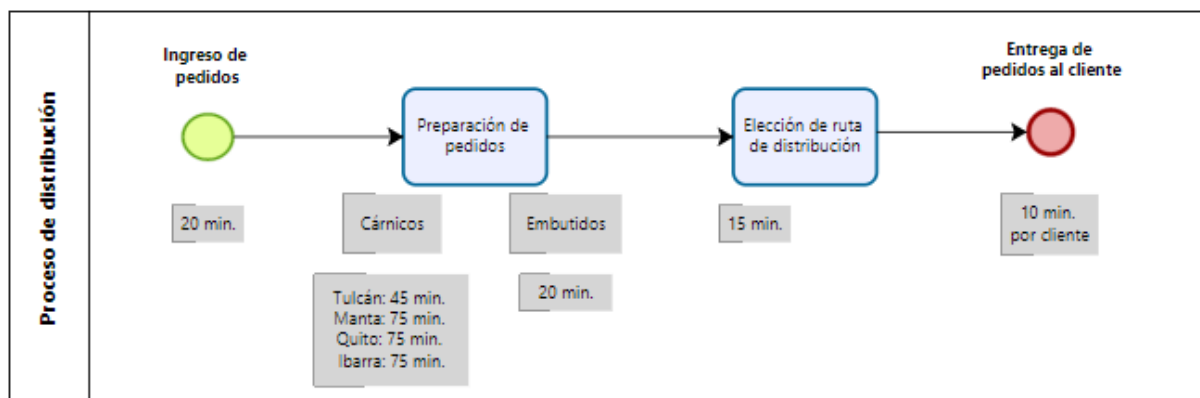 Proceso de distribución
Ingreso de
pedidos
20 min.
Preparación de
pedidos
Cárnicos
Tulcán: 45 min.
Manta: 75 min.
Quito: 75 min.
Ibarra: 75 min.
Embutidos
20 min.
Elección de ruta
de distribución
15 min.
Entrega de
pedidos al cliente
10 min.
por cliente